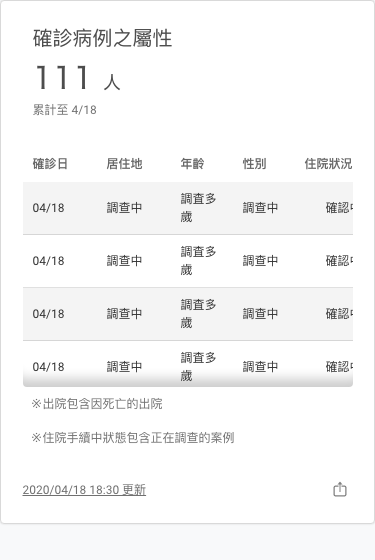 確診病例之屬性
111 人
累計至 4/18
確診日 居住地 年齡 性別 住院狀況
04/18 調查中 調查多歲 調查中 確認
04/18 調查中 調查多歲 調查中 確認
04/18 調查中 調查多歲 調查中 確認
04/18 調查中 調查多歲 調查中 確認
※出院包含因死亡的出院
※住院手續中狀態包含正在調查的案例
2020/04/18 18:30 更新